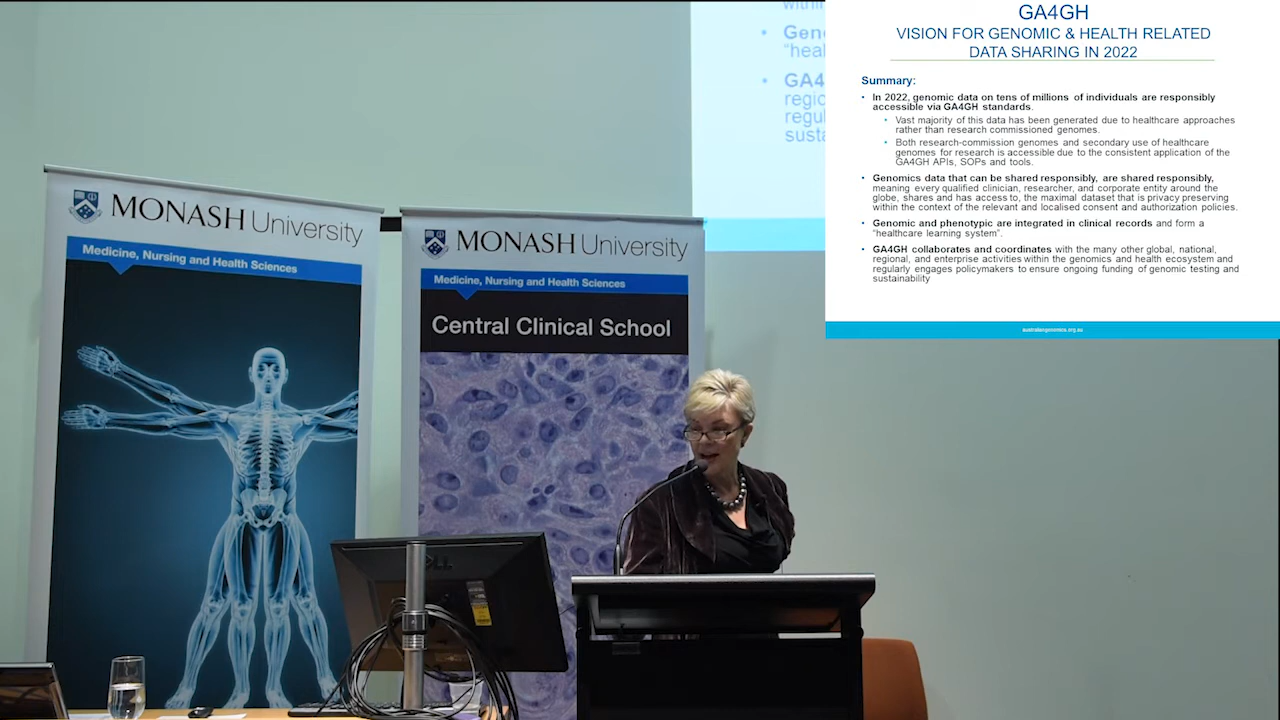 MONASH University
Medicine, Nursing and Health Sciences
MONASH University
Medicine, Nursing and Health Sciences
Central Clinical School
DELL
GA4GH
VISION FOR GENOMIC & HEALTH RELATED
DATA SHARING IN 2022
Summary:
• In 2022, genomic data on tens of millions of individuals are responsibly
accessible via GA4GH standards.
• Vast majority of this data has been generated due to healthcare approaches
rather than research commissioned genomes.
• Both research-commission genomes and secondary use of healthcare
genomes for research is accessible due to the consistent application of the
GA4GH APIs, SOPs and tools.
• Genomics data that can be shared responsibly, are shared responsibly,
meaning every qualified clinician, researcher, and corporate entity around the
globe, shares and has access to, the maximal dataset that is privacy preserving
within the context of the relevant and localised consent and authorization policies.
• Genomic and phenotypic are integrated in clinical records and form a
“healthcare learning system”.
• GA4GH collaborates and coordinates with the many other global, national,
regional, and enterprise activities within the genomics and health ecosystem and
regularly engages policymakers to ensure ongoing funding of genomic testing and
sustainability
australiangenomics.org.au